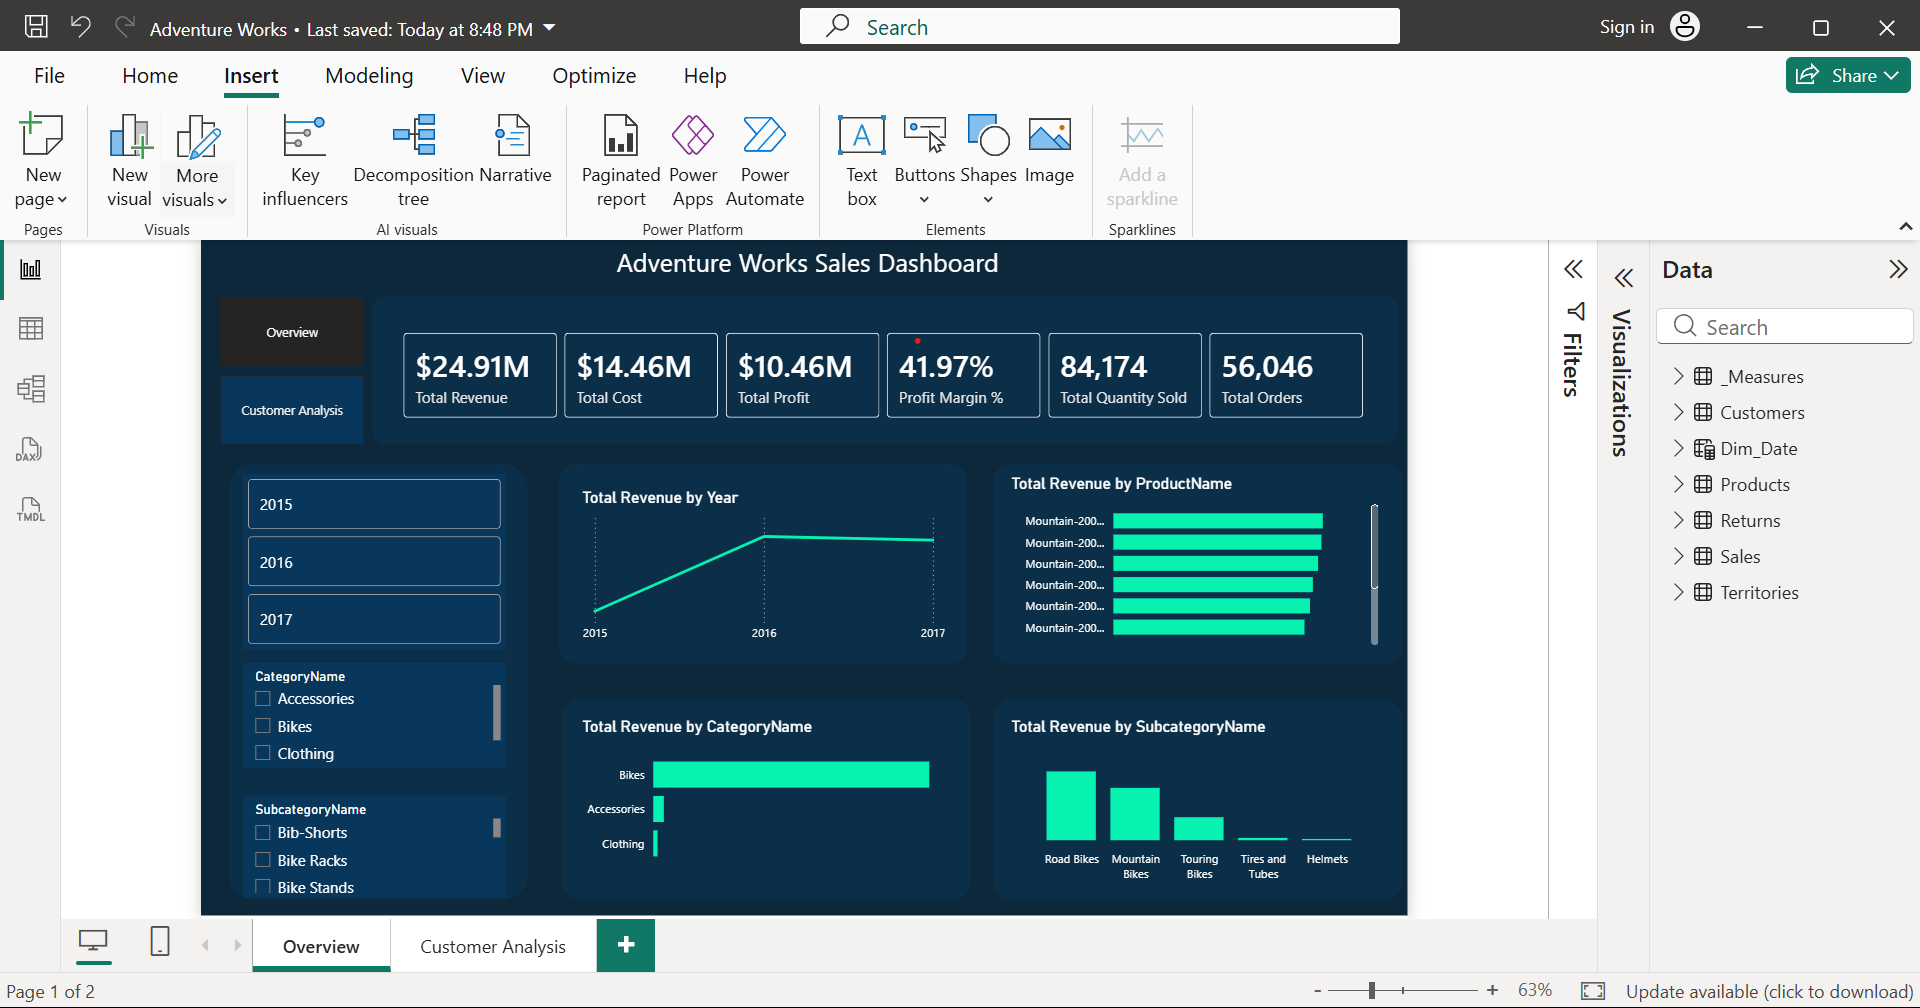 Adventure Works • Last saved: Today at 8:48 PM
Search
Sign in
File
Home
Insert
Modeling
View
Optimize
Help
Share
New page
New visual
More visuals
Key influencers
Decomposition tree
Narrative
Paginated report
Power Apps
Power Automate
Text box
Buttons
Shapes
Image
Add a sparkline
Pages
Visuals
AI visuals
Power Platform
Elements
Sparklines
DAX
TMDL
Adventure Works Sales Dashboard
Overview
Customer Analysis
$24.91M
Total Revenue
$14.46M
Total Cost
$10.46M
Total Profit
41.97%
Profit Margin %
84,174
Total Quantity Sold
56,046
Total Orders
2015
2016
2017
CategoryName
Accessories
Bikes
Clothing
SubcategoryName
Bib-Shorts
Bike Racks
Bike Stands
Total Revenue by Year
2015
2016
2017
Total Revenue by ProductName
Mountain-200...
Mountain-200...
Mountain-200...
Mountain-200...
Mountain-200...
Mountain-200...
Total Revenue by CategoryName
Bikes
Accessories
Clothing
Total Revenue by SubcategoryName
Road Bikes
Mountain Bikes
Touring Bikes
Tires and Tubes
Helmets
Filters
Visualizations
Data
Search
_Measures
Customers
Dim_Date
Products
Returns
Sales
Territories
Overview
Customer Analysis
+
Page 1 of 2
- + 63%
Update available (click to download)